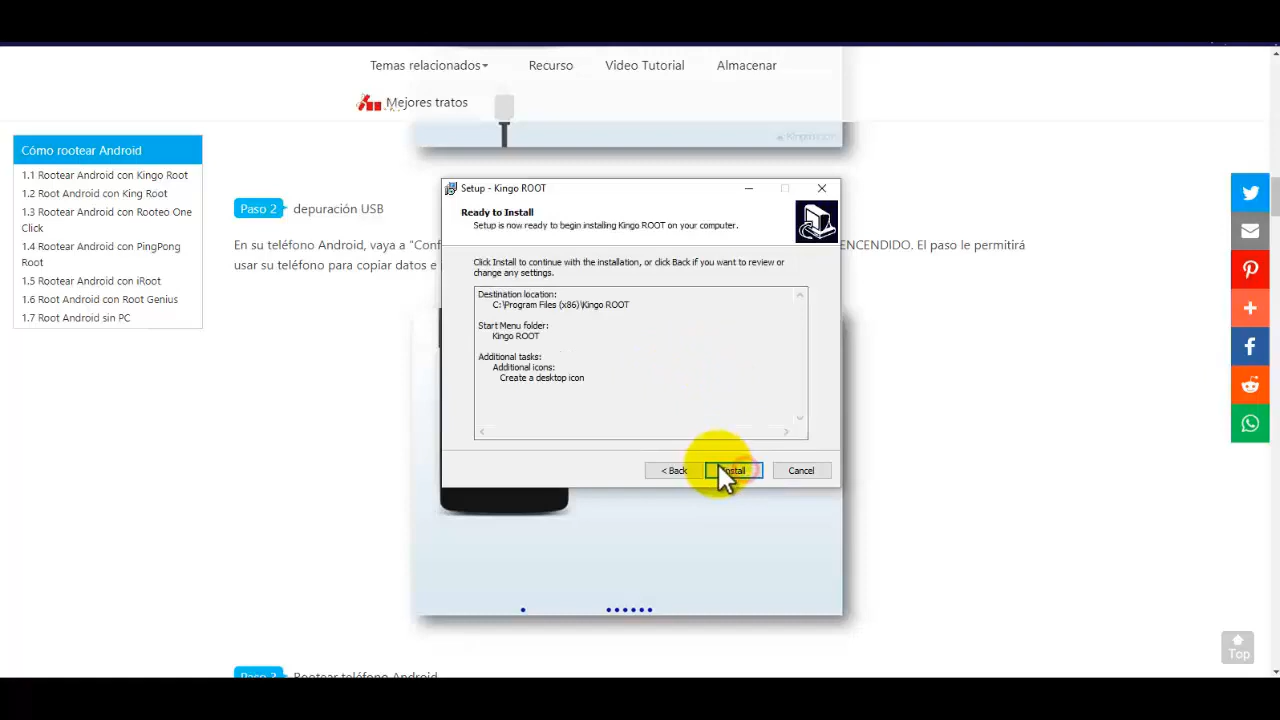 Temas relacionados
Recurso
Video Tutorial
Almacenar
Mejores tratos
Cómo rootear Android
1.1 Rootear Android con Kingo Root
1.2 Root Android con King Root
1.3 Rootear Android con Rooteo One
Click
1.4 Rootear Android con PingPong
Root
1.5 Rootear Android con iRoot
1.6 Root Android con Root Genius
1.7 Root Android sin PC
Paso 2
depuración USB
En su teléfono Android, vaya a "Conf
ENCENDIDO. El paso le permitirá
usar su teléfono para copiar datos e
Setup - Kingo ROOT
Ready to Install
Setup is now ready to begin installing Kingo ROOT on your computer.
Click Install to continue with the installation, or click Back if you want to review or
change any settings.
Destination location:
C:\Program Files (x86)\Kingo ROOT
Start Menu folder:
Kingo ROOT
Additional tasks:
Additional icons:
Create a desktop icon
< Back
Install
Cancel
Paso 3
Rootear teléfono Android
Top